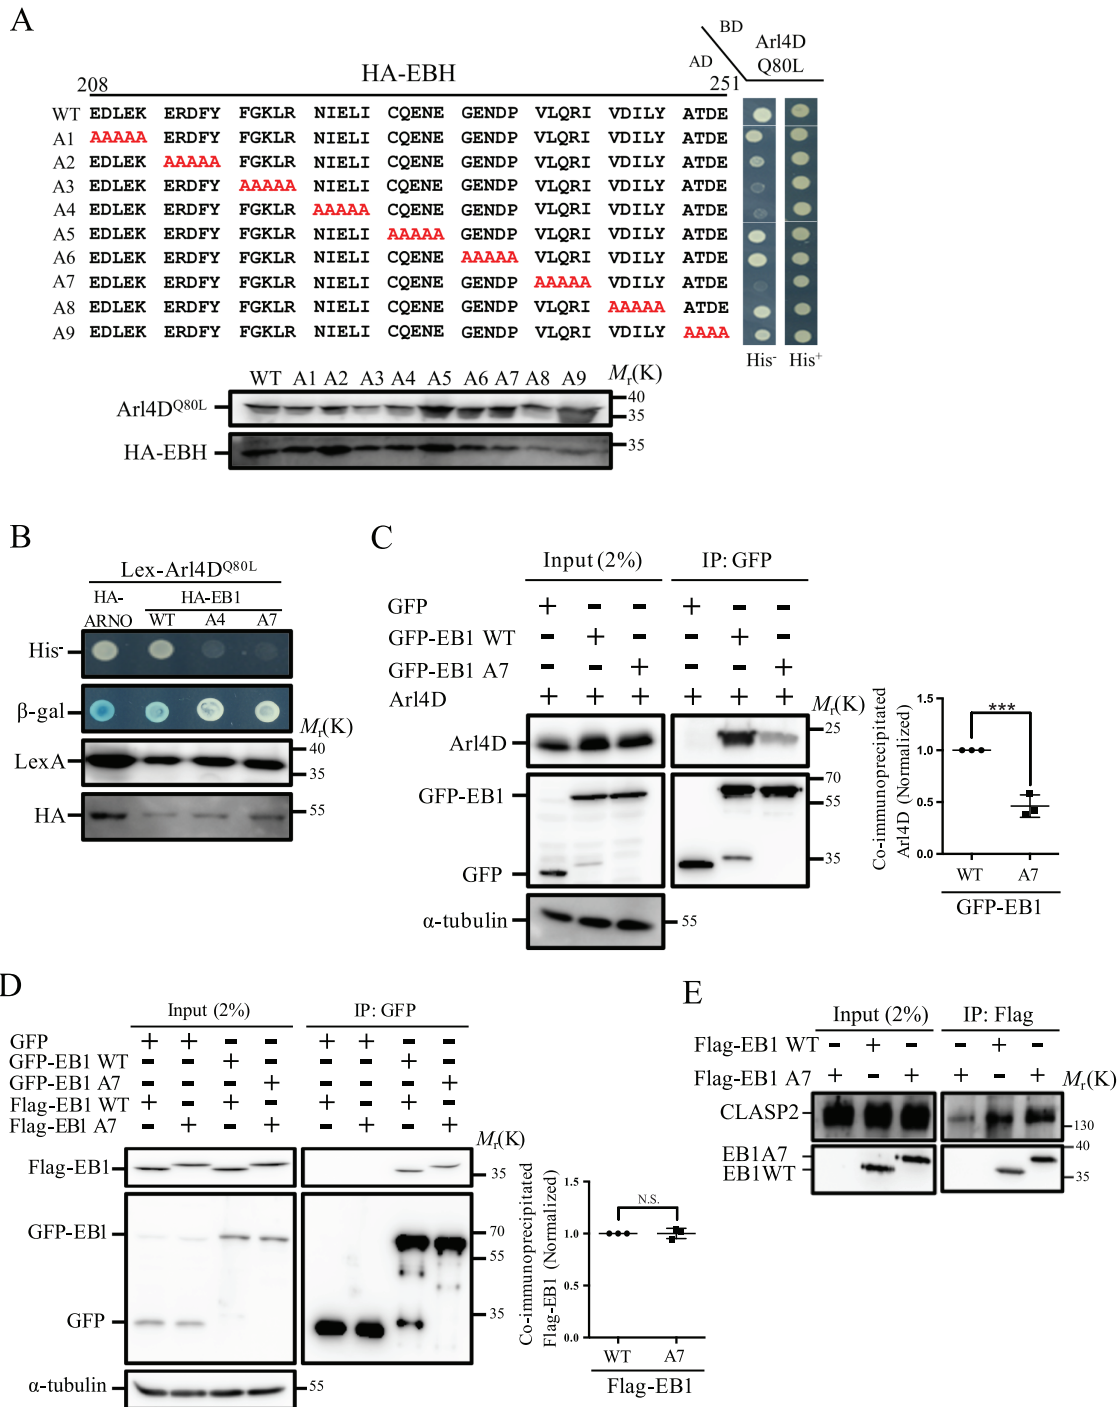 A
HA-EBH
208 251
BD
AD
Arl4D
Q80L
WT EDLEK ERDFY FGKLR NIELI CQENE GENDP VLQRI VDILY ATDE
A1 AAAAA ERDFY FGKLR NIELI CQENE GENDP VLQRI VDILY ATDE
A2 EDLEK AAAAA FGKLR NIELI CQENE GENDP VLQRI VDILY ATDE
A3 EDLEK ERDFY AAAAA NIELI CQENE GENDP VLQRI VDILY ATDE
A4 EDLEK ERDFY FGKLR AAAAA CQENE GENDP VLQRI VDILY ATDE
A5 EDLEK ERDFY FGKLR NIELI AAAAA GENDP VLQRI VDILY ATDE
A6 EDLEK ERDFY FGKLR NIELI CQENE AAAAA VLQRI VDILY ATDE
A7 EDLEK ERDFY FGKLR NIELI CQENE GENDP AAAAA VDILY ATDE
A8 EDLEK ERDFY FGKLR NIELI CQENE GENDP VLQRI AAAAA ATDE
A9 EDLEK ERDFY FGKLR NIELI CQENE GENDP VLQRI VDILY AAAA
His- His+
WT A1 A2 A3 A4 A5 A6 A7 A8 A9 Mr(K)
Arl4DQ80L 40
35
HA-EBH 35
B
Lex-Arl4DQ80L
HA-ARNO HA-EB1
WT A4 A7
His-
β-gal
Mr(K)
LexA 40
35
HA 55
C
Input (2%) IP: GFP
GFP + - - + - -
GFP-EB1 WT - + - - + -
GFP-EB1 A7 - - + - - +
Arl4D + + + + + +
Mr(K)
Arl4D 25
GFP-EB1 70
55
GFP 35
α-tubulin 55
Co-immunoprecipitated
Arl4D (Normalized)
1.5
1.0
0.5
0.0
***
WT A7
GFP-EB1
D
Input (2%) IP: GFP
GFP + + - - + + - -
GFP-EB1 WT - - + - - - + -
GFP-EB1 A7 - - - + - - - +
Flag-EB1 WT + - + - + - + -
Flag-EB1 A7 - + - + - + - +
Mr(K)
Flag-EB1 35
GFP-EB1 70
55
GFP 35
α-tubulin 55
Co-immunoprecipitated
Flag-EB1 (Normalized)
1.5
1.0
0.5
0.0
N.S.
WT A7
Flag-EB1
E
Input (2%) IP: Flag
Flag-EB1 WT - + - - + -
Flag-EB1 A7 + - + + - + Mr(K)
CLASP2 130
EB1A7 40
EB1WT 35